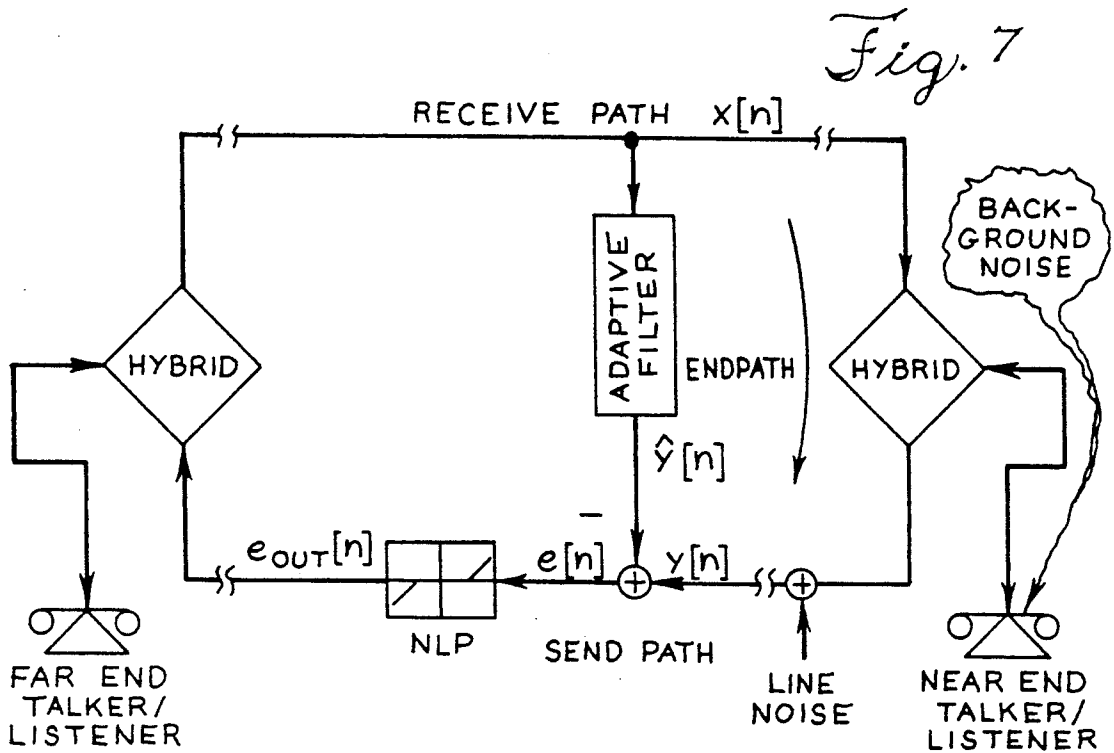 Fig. 7
RECEIVE PATH x[n]
BACK-
GROUND
NOISE
ADAPTIVE
FILTER
HYBRID
ENDPATH
HYBRID
ŷ[n]
−
eOUT[n]
e[n]
+
y[n]
+
NLP
SEND PATH
LINE
NOISE
FAR END
TALKER/
LISTENER
NEAR END
TALKER/
LISTENER